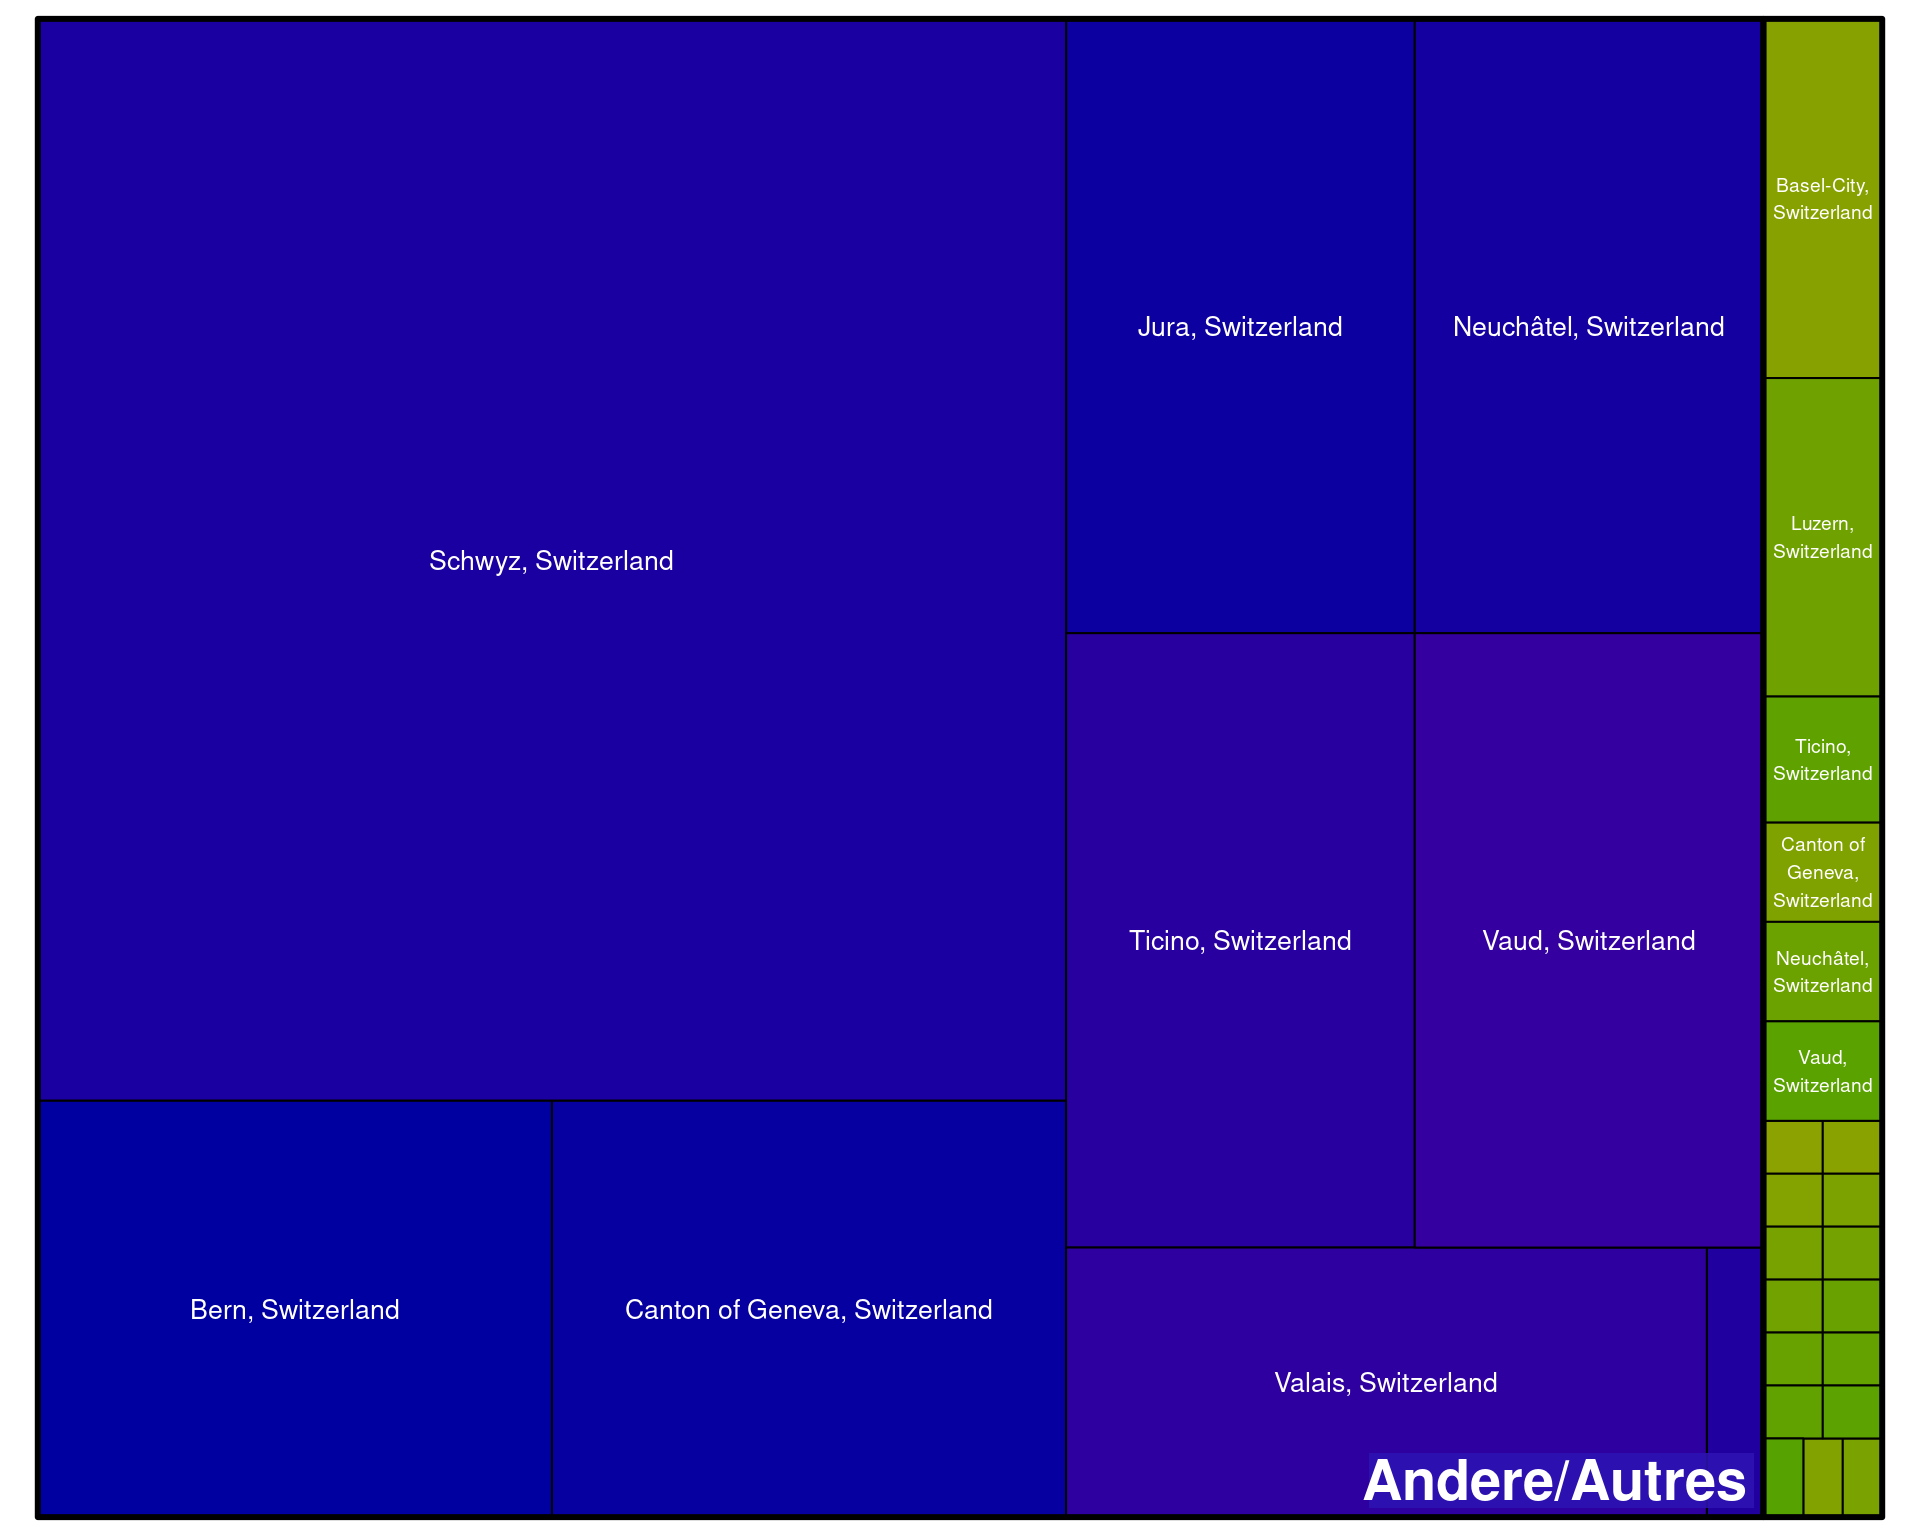 Schwyz, Switzerland
Bern, Switzerland
Canton of Geneva, Switzerland
Jura, Switzerland
Neuchâtel, Switzerland
Ticino, Switzerland
Vaud, Switzerland
Valais, Switzerland
Andere/Autres
Basel-City,
Switzerland
Luzern,
Switzerland
Ticino,
Switzerland
Canton of
Geneva,
Switzerland
Neuchâtel,
Switzerland
Vaud,
Switzerland